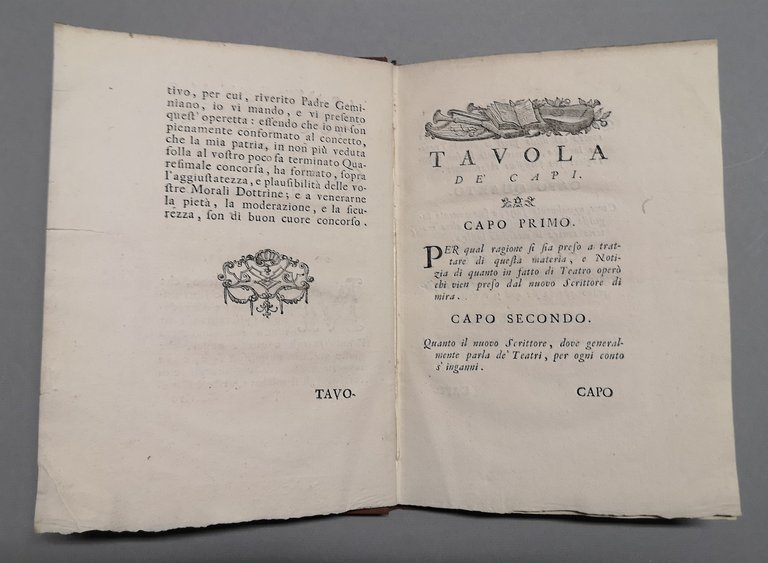 tivo, per cui, riverito Padre Gemi-
niano, io vi mando, e vi presento
quest' operetta: essendo che io mi son
pienamente conformato al concetto,
che la mia patria, in non più veduta
folla al vostro poco fa terminato Qua-
resimale concorsa, ha formato, sopra
l'aggiustatezza, e plausibilità delle vo-
stre Morali Dottrine; e a venerarne
la pietà, la moderazione, e la sicu-
rezza, son di buon cuore concorso.
TAVO-
TAVOLA
DE' CAPI.
CAPO PRIMO.
PER qual ragione si sia preso a trat-
tare di questa materia, e Noti-
zia di quanto in fatto di Teatro operò
chi vien preso dal nuovo Scrittore di
mira.
CAPO SECONDO.
Quanto il nuovo Scrittore, dove general-
mente parla de' Teatri, per ogni conto
s' inganni.
CAPO